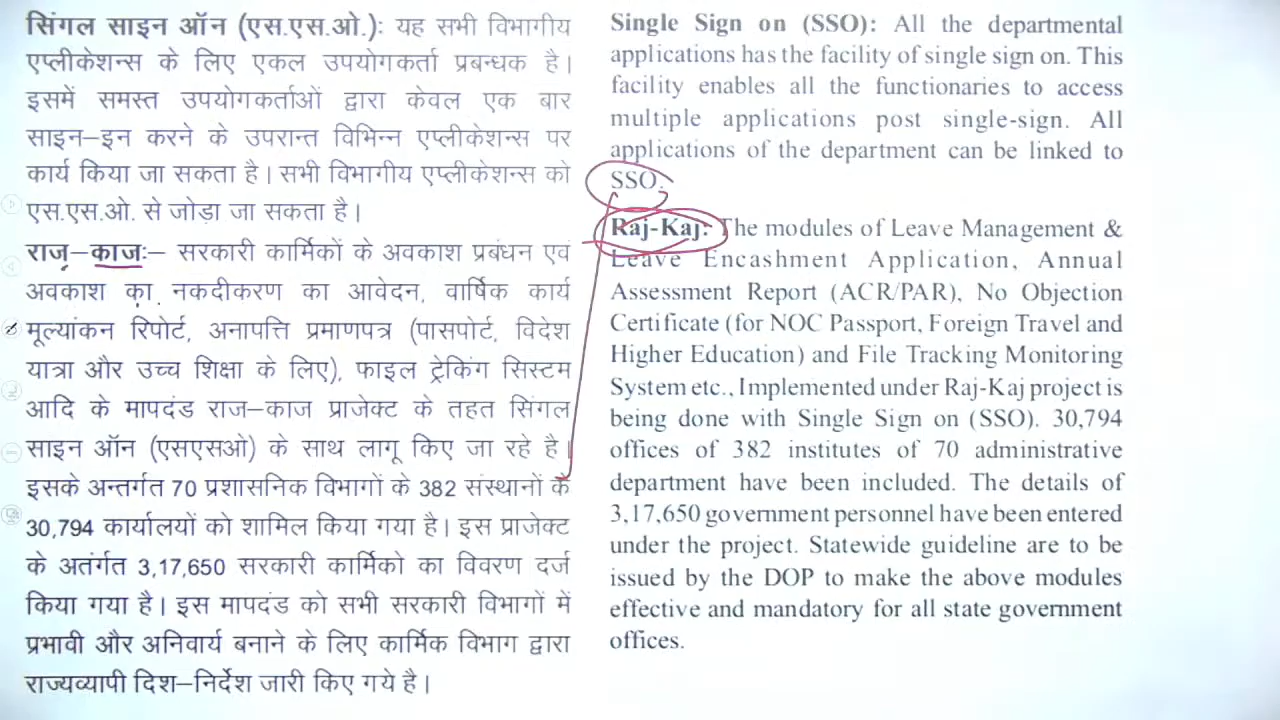 सिंगल साइन ऑन (एस.एस.ओ.): यह सभी विभागीय
एप्लीकेशन्स के लिए एकल उपयोगकर्ता प्रबन्धक है।
इसमें समस्त उपयोगकर्ताओं द्वारा केवल एक बार
साइन–इन करने के उपरान्त विभिन्न एप्लीकेशन्स पर
कार्य किया जा सकता है। सभी विभागीय एप्लीकेशन्स को
एस.एस.ओ. से जोड़ा जा सकता है।
राज–काजः– सरकारी कार्मिकों के अवकाश प्रबंधन एवं
अवकाश का नकदीकरण का आवेदन, वार्षिक कार्य
मूल्यांकन रिपोर्ट, अनापत्ति प्रमाणपत्र (पासपोर्ट, विदेश
यात्रा और उच्च शिक्षा के लिए), फाइल ट्रेकिंग सिस्टम
आदि के मापदंड राज–काज प्राजेक्ट के तहत सिंगल
साइन ऑन (एसएसओ) के साथ लागू किए जा रहे है।
इसके अन्तर्गत 70 प्रशासनिक विभागों के 382 संस्थानों के
30,794 कार्यालयों को शामिल किया गया है। इस प्राजेक्ट
के अतंर्गत 3,17,650 सरकारी कार्मिको का विवरण दर्ज
किया गया है। इस मापदंड को सभी सरकारी विभागों में
प्रभावी और अनिवार्य बनाने के लिए कार्मिक विभाग द्वारा
राज्यव्यापी दिश–निर्देश जारी किए गये है।
Single Sign on (SSO): All the departmental
applications has the facility of single sign on. This
facility enables all the functionaries to access
multiple applications post single-sign. All
applications of the department can be linked to
SSO.
Raj-Kaj: The modules of Leave Management &
Leave Encashment Application, Annual
Assessment Report (ACR/PAR), No Objection
Certificate (for NOC Passport, Foreign Travel and
Higher Education) and File Tracking Monitoring
System etc., Implemented under Raj-Kaj project is
being done with Single Sign on (SSO). 30,794
offices of 382 institutes of 70 administrative
department have been included. The details of
3,17,650 government personnel have been entered
under the project. Statewide guideline are to be
issued by the DOP to make the above modules
effective and mandatory for all state government
offices.